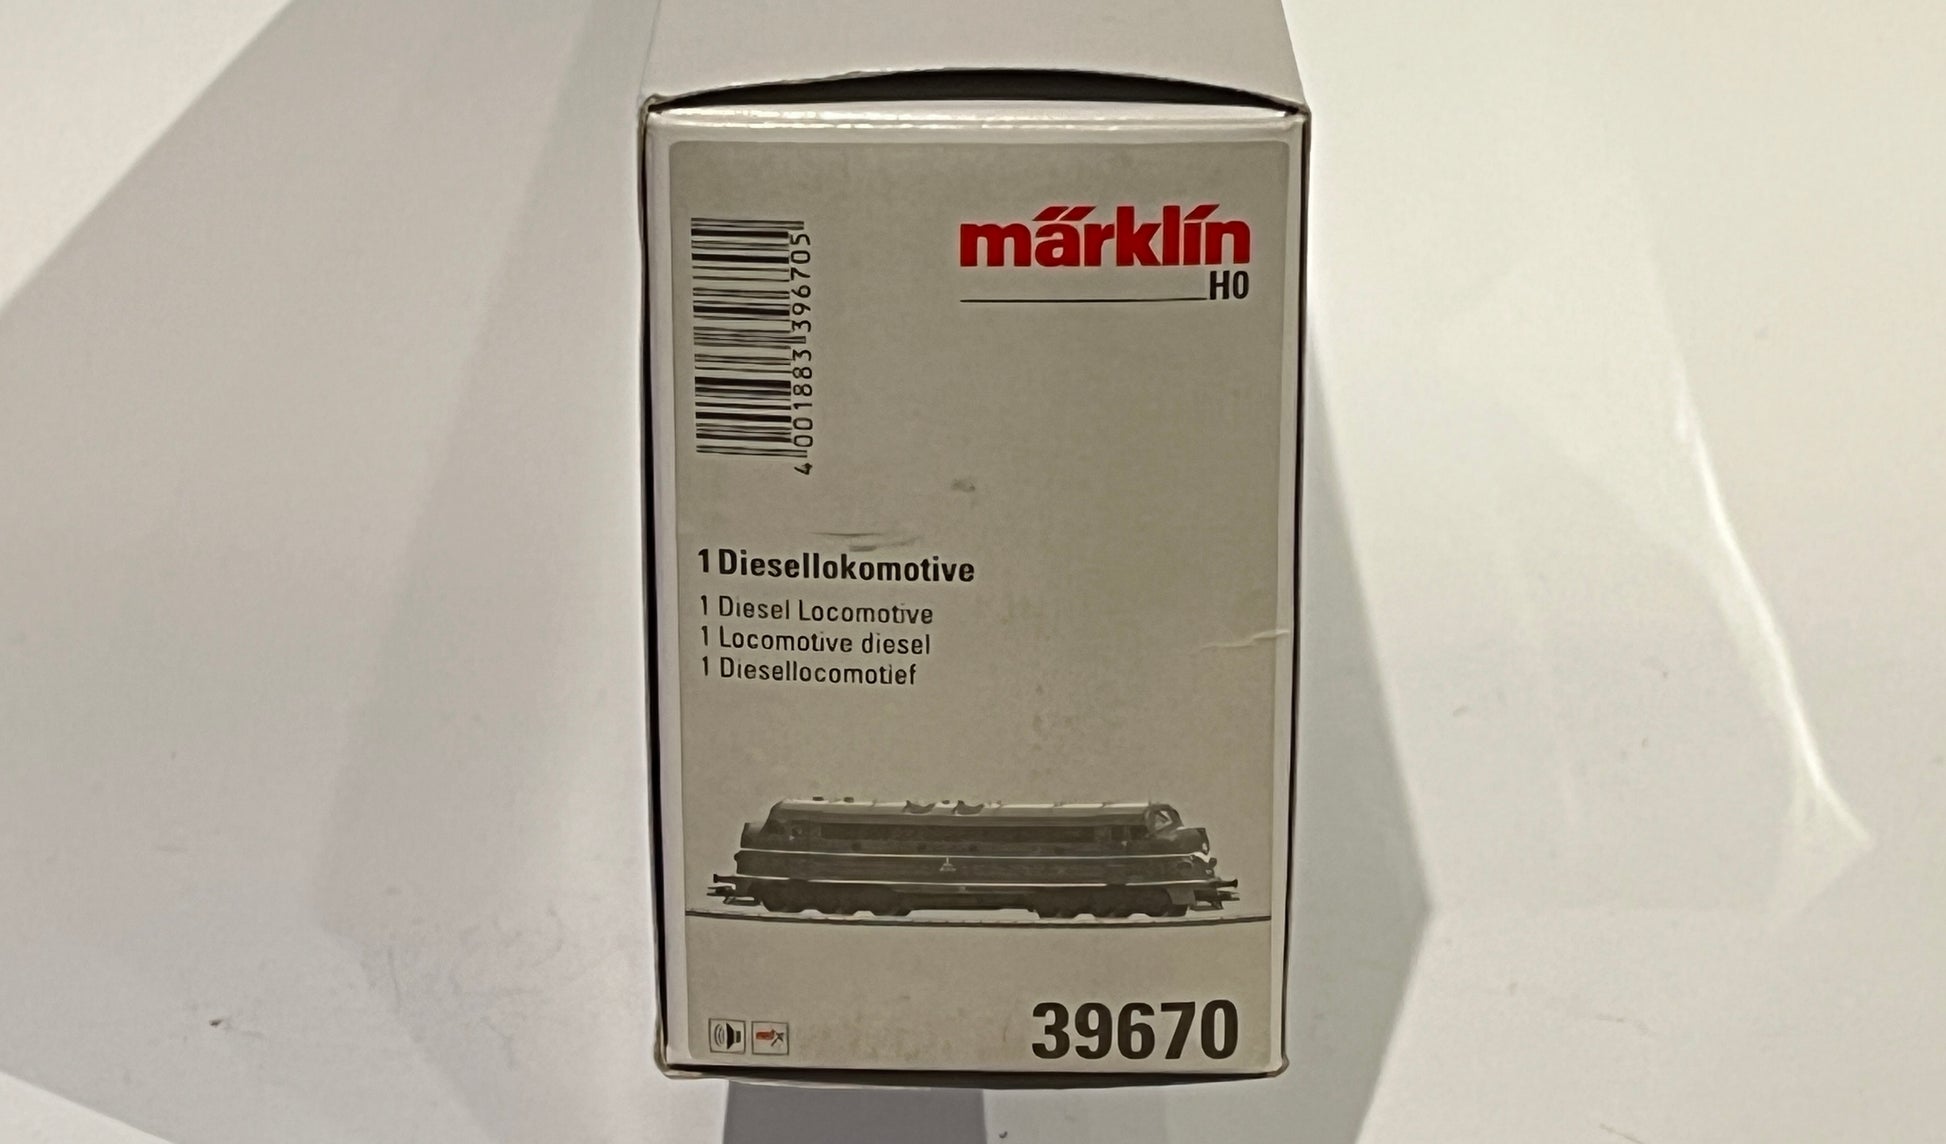 märklin
H0
4 001883 396705
1 Diesellokomotive
1 Diesel Locomotive
1 Locomotive diesel
1 Diesellocomotief
39670